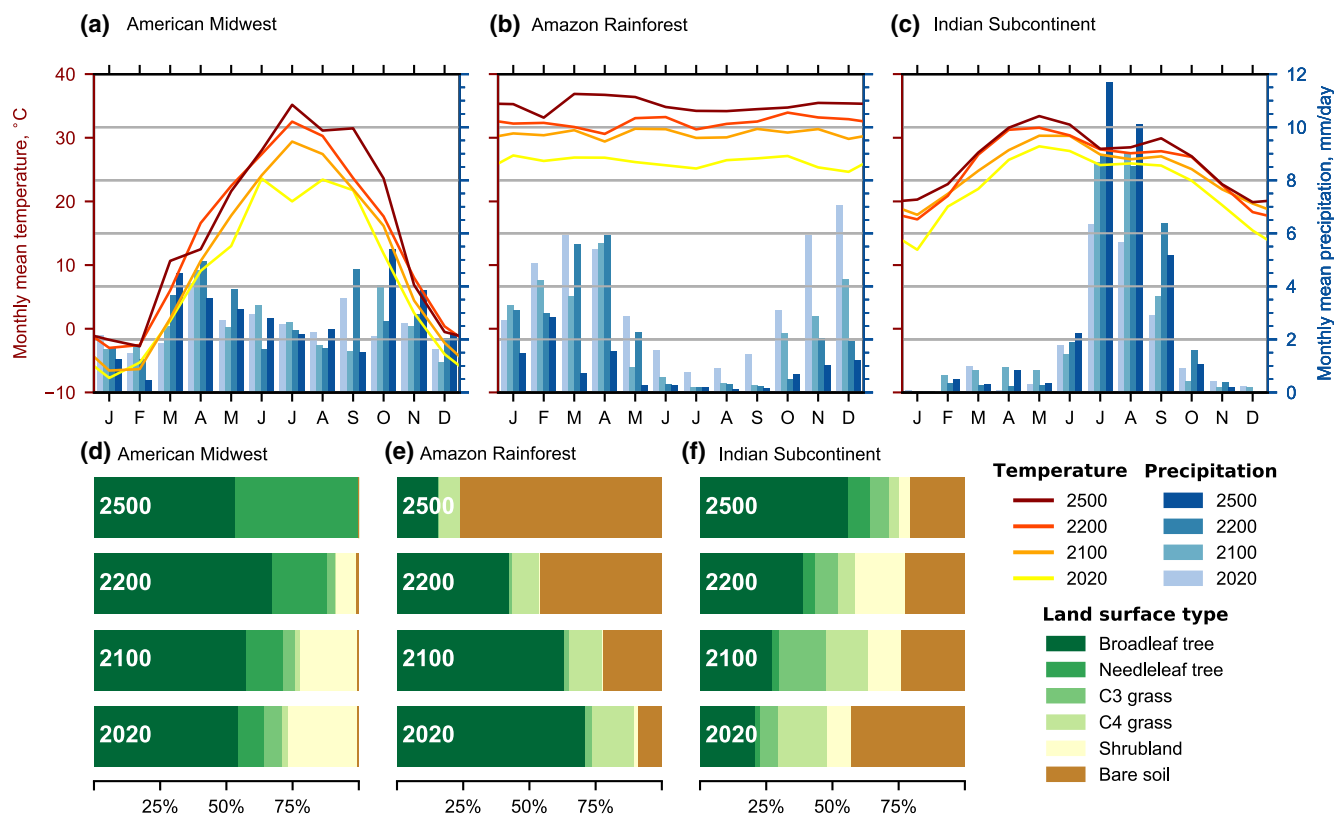 (a) American Midwest (b) Amazon Rainforest (c) Indian Subcontinent
Monthly mean temperature, °C
40
30
20
10
0
−10
J F M A M J J A S O N D
J F M A M J J A S O N D
J F M A M J J A S O N D
12
10
8
6
4
2
0
Monthly mean precipitation, mm/day
(d) American Midwest
2500
2200
2100
2020
25% 50% 75%
(e) Amazon Rainforest
2500
2200
2100
2020
25% 50% 75%
(f) Indian Subcontinent
2500
2200
2100
2020
25% 50% 75%
Temperature Precipitation
2500 2500
2200 2200
2100 2100
2020 2020
Land surface type
Broadleaf tree
Needleleaf tree
C3 grass
C4 grass
Shrubland
Bare soil